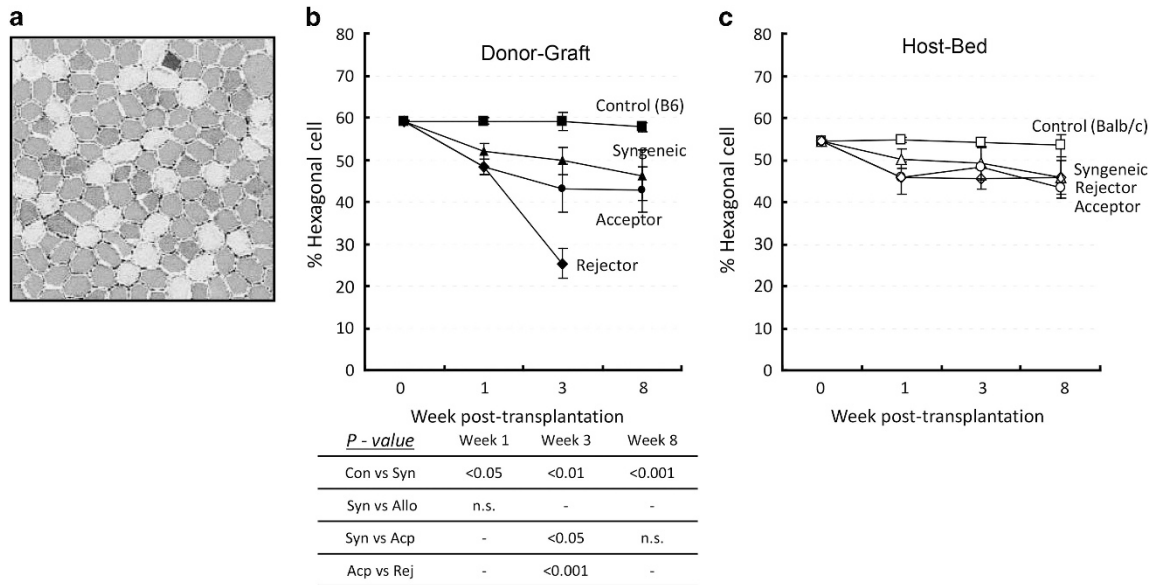 a
b
Donor-Graft
% Hexagonal cell
80
70
60
50
40
30
20
10
0
Control (B6)
Syngeneic
Acceptor
Rejector
0 1 3 8
Week post-transplantation
P - value Week 1 Week 3 Week 8
Con vs Syn <0.05 <0.01 <0.001
Syn vs Allo n.s. - -
Syn vs Acp - <0.05 n.s.
Acp vs Rej - <0.001 -
c
Host-Bed
% Hexagonal cell
80
70
60
50
40
30
20
10
0
Control (Balb/c)
Syngeneic
Rejector
Acceptor
0 1 3 8
Week post-transplantation